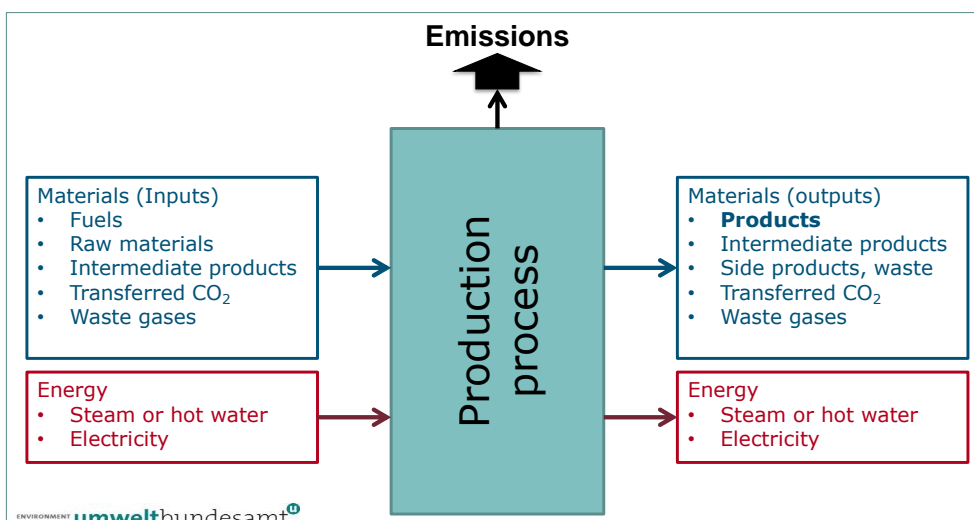 Emissions
Materials (Inputs)
• Fuels
• Raw materials
• Intermediate products
• Transferred CO₂
• Waste gases
Energy
• Steam or hot water
• Electricity
Production
process
Materials (outputs)
• Products
• Intermediate products
• Side products, waste
• Transferred CO₂
• Waste gases
Energy
• Steam or hot water
• Electricity
ENVIRONMENT umweltbundesamt U